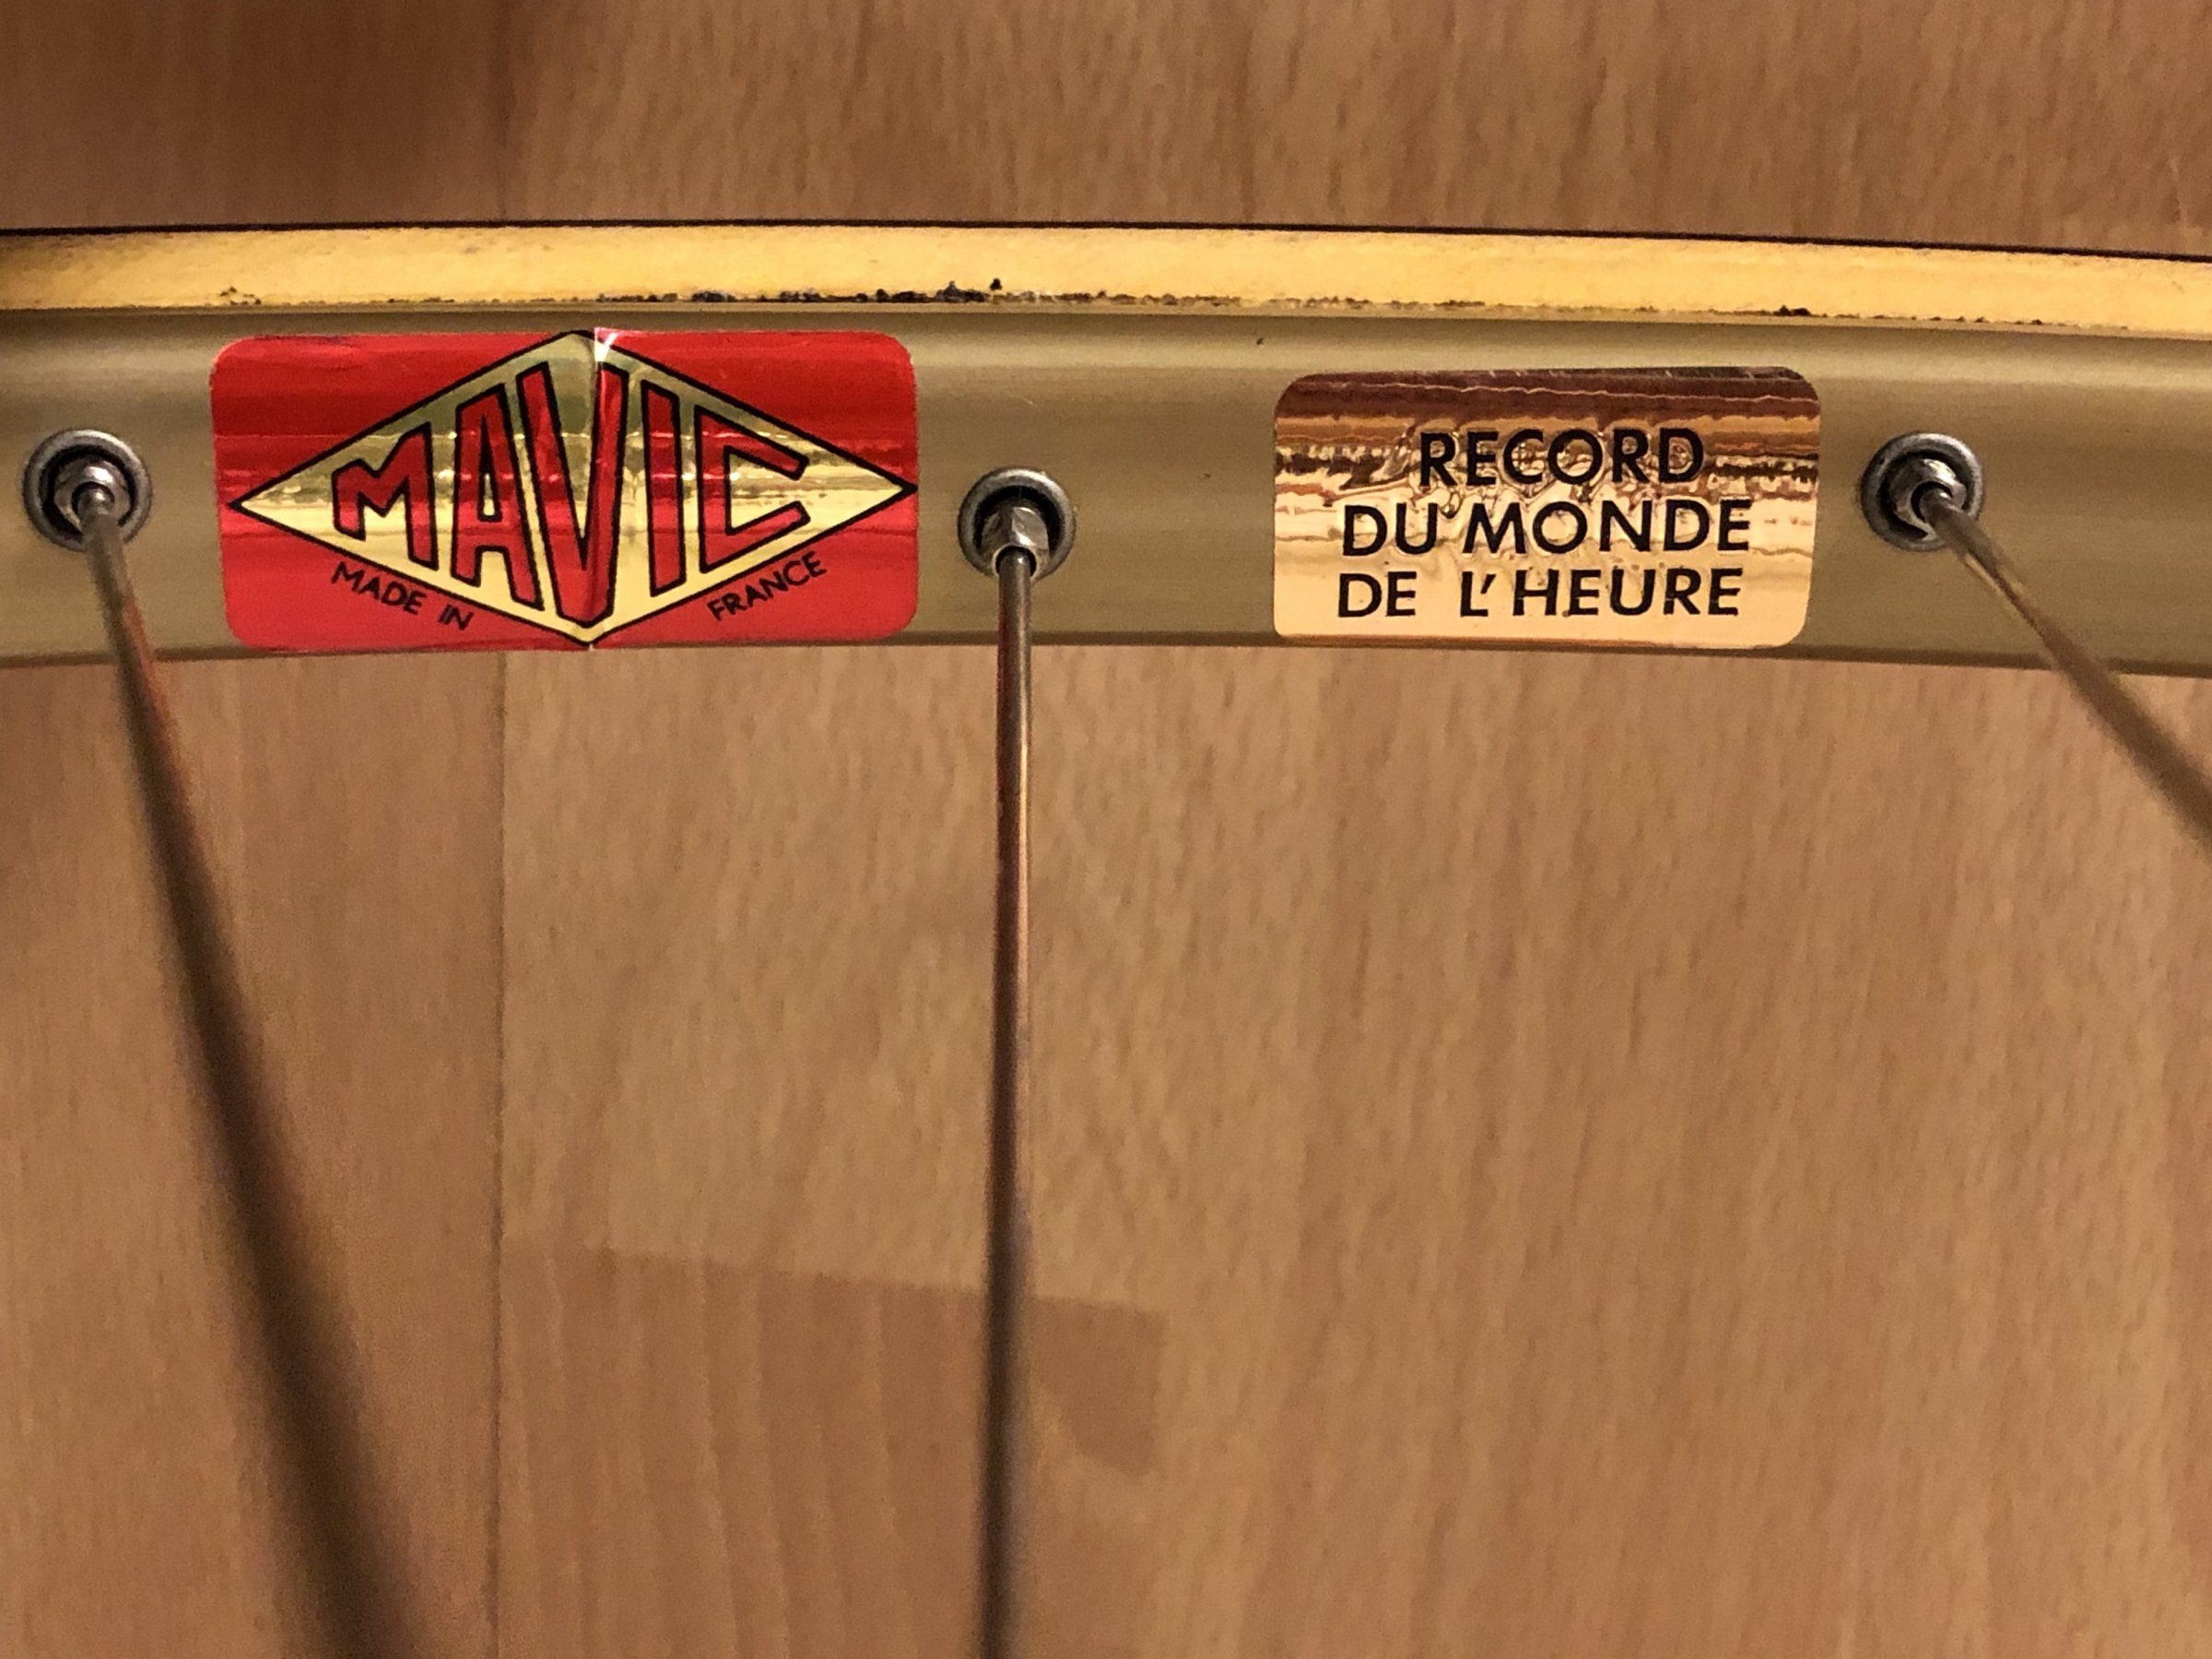 MAVIC
MADE IN FRANCE
RECORD
DU MONDE
DE L'HEURE